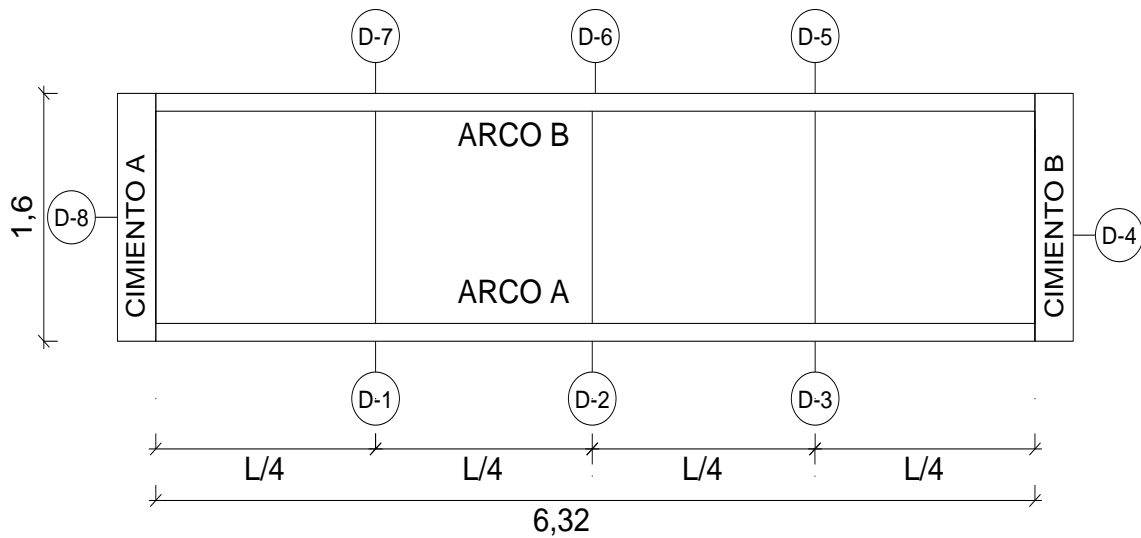 D-7
D-6
D-5
ARCO B
CIMIENTO A
CIMIENTO B
1,6
D-8
D-4
ARCO A
D-1
D-2
D-3
L/4
L/4
L/4
L/4
6,32